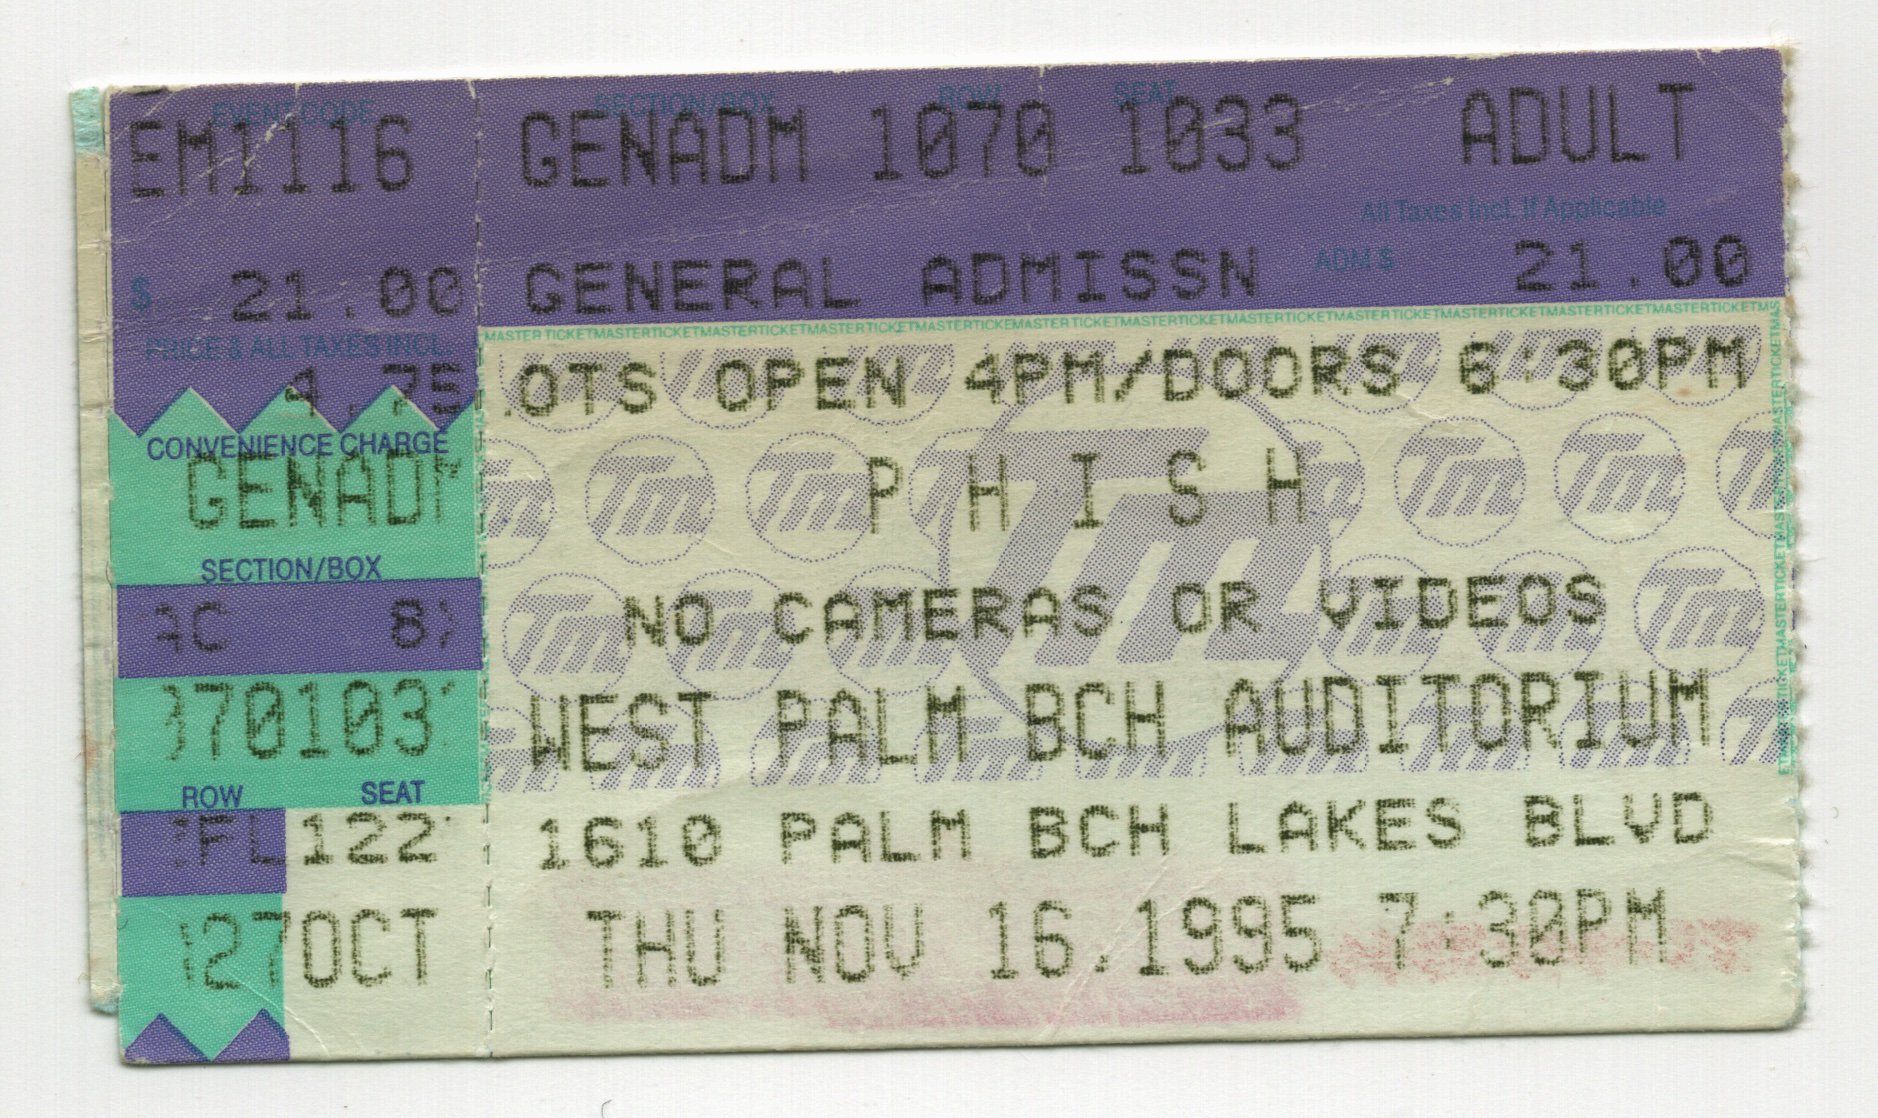 EVENT CODE SECTION/BOX ROW SEAT
EM1116 GENADM 1070 1033 ADULT
All Taxes Incl. If Applicable
$ 21.00 GENERAL ADMISSN ADM $ 21.00
PRICE & ALL TAXES INCL.
4.75
CONVENIENCE CHARGE
GENADM
SECTION/BOX
AC 8X
370103
ROW SEAT
FL 122
27OCT
MASTERTICKETMASTERTICKETMASTERTICKETMASTERTICKETMASTERTICKEMASTERTICKETMASTERTICKETMASTERTICKETMASTERTICKETMAS
.OTS OPEN 4PM/DOORS 6:30PM
P H I S H
NO CAMERAS OR VIDEOS
WEST PALM BCH AUDITORIUM
1610 PALM BCH LAKES BLVD
THU NOV 16.1995 7:30PM